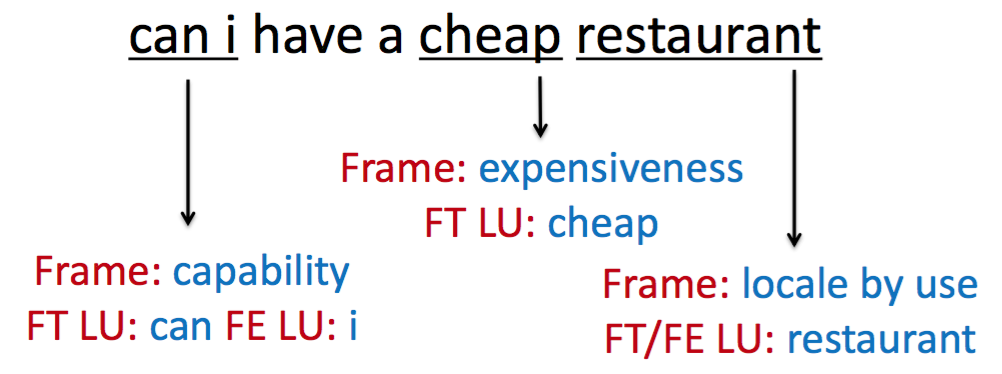 can i have a cheap restaurant
Frame: expensiveness
FT LU: cheap
Frame: capability
FT LU: can FE LU: i
Frame: locale by use
FT/FE LU: restaurant